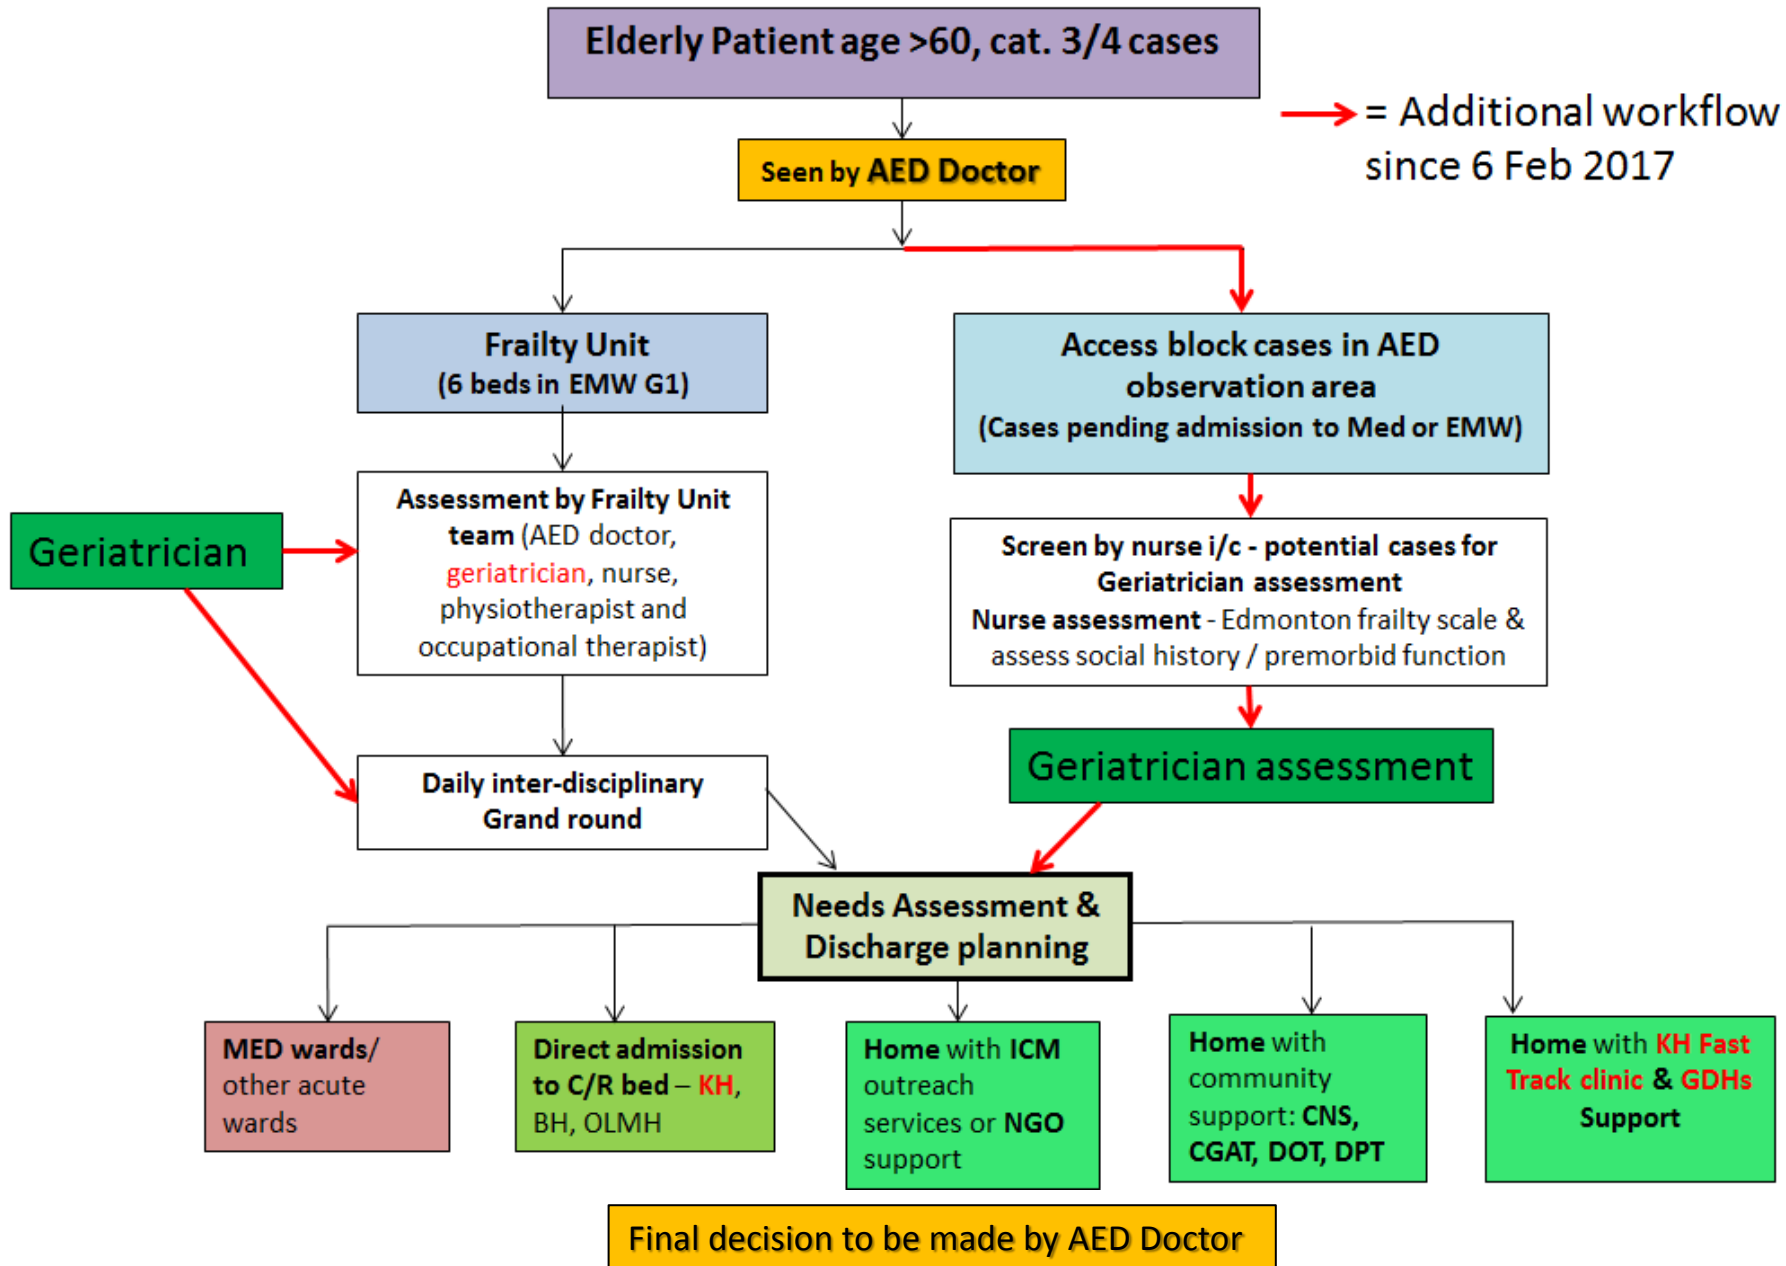 Elderly Patient age >60, cat. 3/4 cases
= Additional workflow
since 6 Feb 2017
Seen by AED Doctor
Frailty Unit
(6 beds in EMW G1)
Access block cases in AED
observation area
(Cases pending admission to Med or EMW)
Geriatrician
Assessment by Frailty Unit
team (AED doctor,
geriatrician, nurse,
physiotherapist and
occupational therapist)
Screen by nurse i/c - potential cases for
Geriatrician assessment
Nurse assessment - Edmonton frailty scale &
assess social history / premorbid function
Daily inter-disciplinary
Grand round
Geriatrician assessment
Needs Assessment &
Discharge planning
MED wards/
other acute
wards
Direct admission
to C/R bed – KH,
BH, OLMH
Home with ICM
outreach
services or NGO
support
Home with
community
support: CNS,
CGAT, DOT, DPT
Home with KH Fast
Track clinic & GDHs
Support
Final decision to be made by AED Doctor